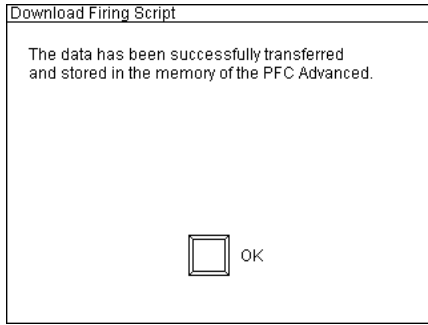 Download Firing Script
The data has been successfully transferred
and stored in the memory of the PFC Advanced.
OK